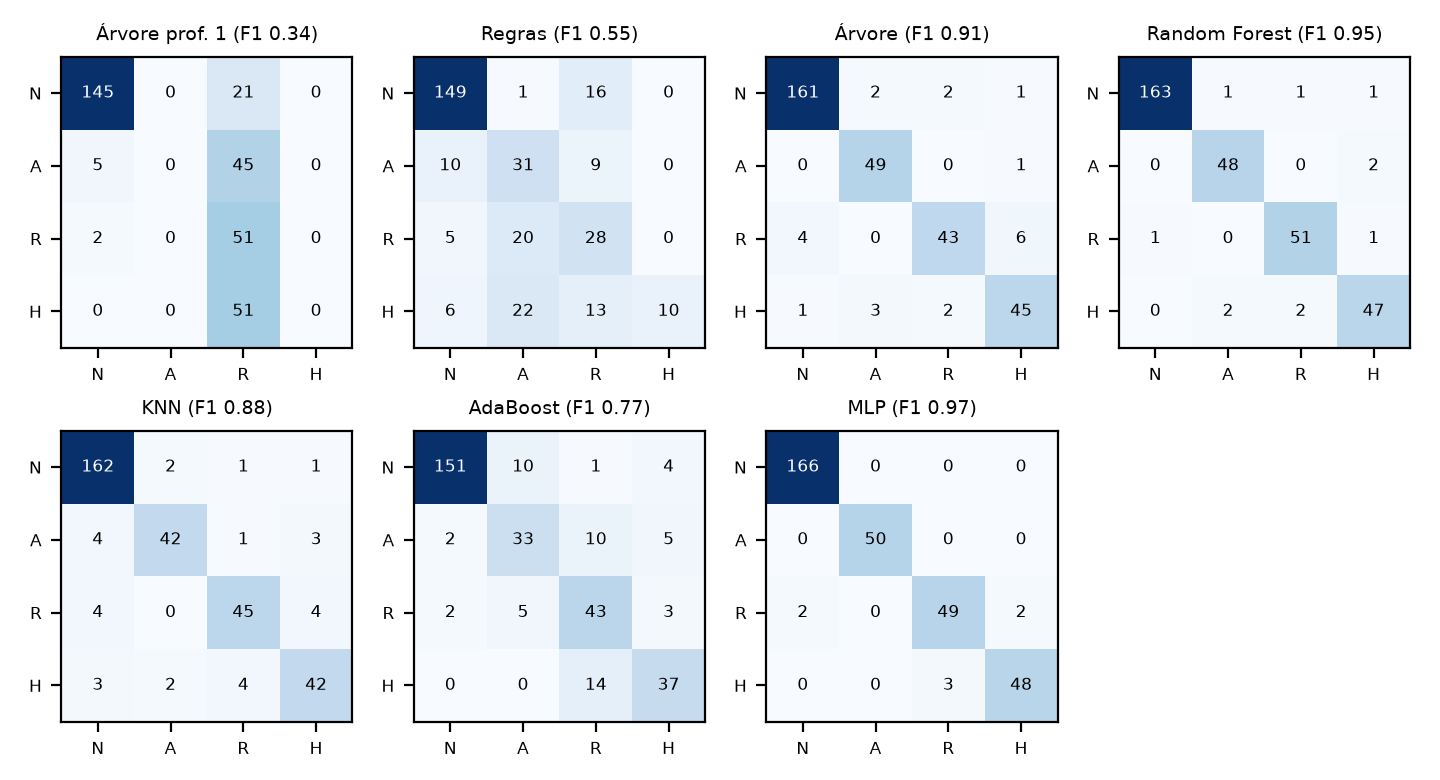 Árvore prof. 1 (F1 0.34)
N 145 0 21 0
A 5 0 45 0
R 2 0 51 0
H 0 0 51 0
N A R H
Regras (F1 0.55)
N 149 1 16 0
A 10 31 9 0
R 5 20 28 0
H 6 22 13 10
N A R H
Árvore (F1 0.91)
N 161 2 2 1
A 0 49 0 1
R 4 0 43 6
H 1 3 2 45
N A R H
Random Forest (F1 0.95)
N 163 1 1 1
A 0 48 0 2
R 1 0 51 1
H 0 2 2 47
N A R H
KNN (F1 0.88)
N 162 2 1 1
A 4 42 1 3
R 4 0 45 4
H 3 2 4 42
N A R H
AdaBoost (F1 0.77)
N 151 10 1 4
A 2 33 10 5
R 2 5 43 3
H 0 0 14 37
N A R H
MLP (F1 0.97)
N 166 0 0 0
A 0 50 0 0
R 2 0 49 2
H 0 0 3 48
N A R H